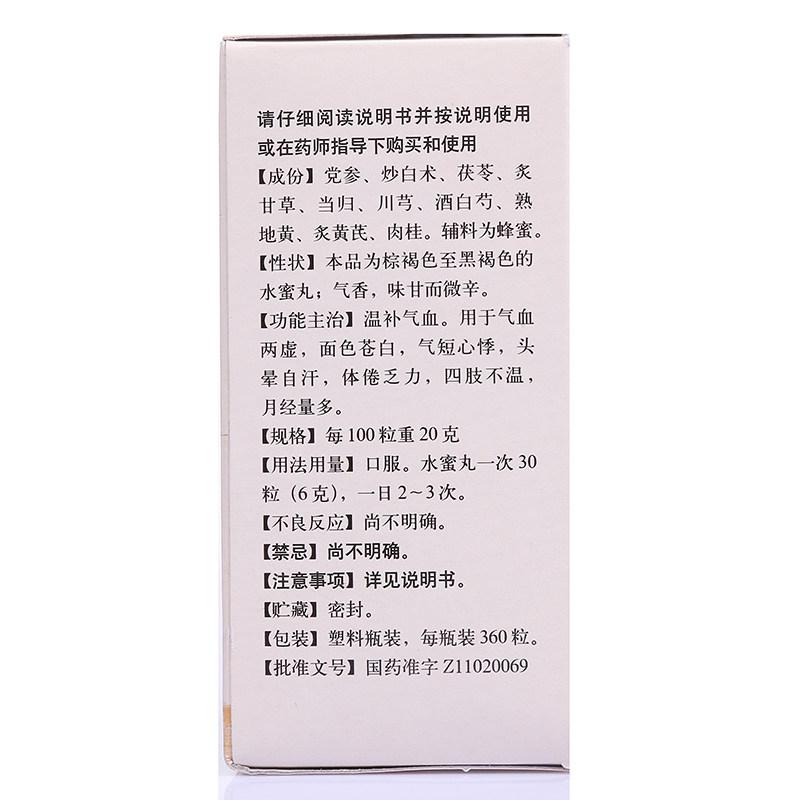 请仔细阅读说明书并按说明使用
或在药师指导下购买和使用
【成份】党参、炒白术、茯苓、炙
甘草、当归、川芎、酒白芍、熟
地黄、炙黄芪、肉桂。辅料为蜂蜜。
【性状】本品为棕褐色至黑褐色的
水蜜丸；气香，味甘而微辛。
【功能主治】温补气血。用于气血
两虚，面色苍白，气短心悸，头
晕自汗，体倦乏力，四肢不温，
月经量多。
【规格】每100粒重20克
【用法用量】口服。水蜜丸一次30
粒（6克），一日2～3次。
【不良反应】尚不明确。
【禁忌】尚不明确。
【注意事项】详见说明书。
【贮藏】密封。
【包装】塑料瓶装，每瓶装360粒。
【批准文号】国药准字Z11020069